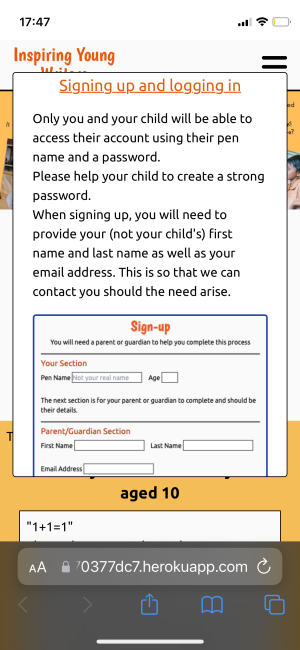 17:47
Inspiring Young
Signing up and logging in
Only you and your child will be able to
access their account using their pen
name and a password.
Please help your child to create a strong
password.
When signing up, you will need to
provide your (not your child's) first
name and last name as well as your
email address. This is so that we can
contact you should the need arise.
Sign-up
You will need a parent or guardian to help you complete this process
Your Section
Pen Name Not your real name Age
The next section is for your parent or guardian to complete and should be
their details.
Parent/Guardian Section
First Name Last Name
Email Address
aged 10
"1+1=1"
AA 70377dc7.herokuapp.com